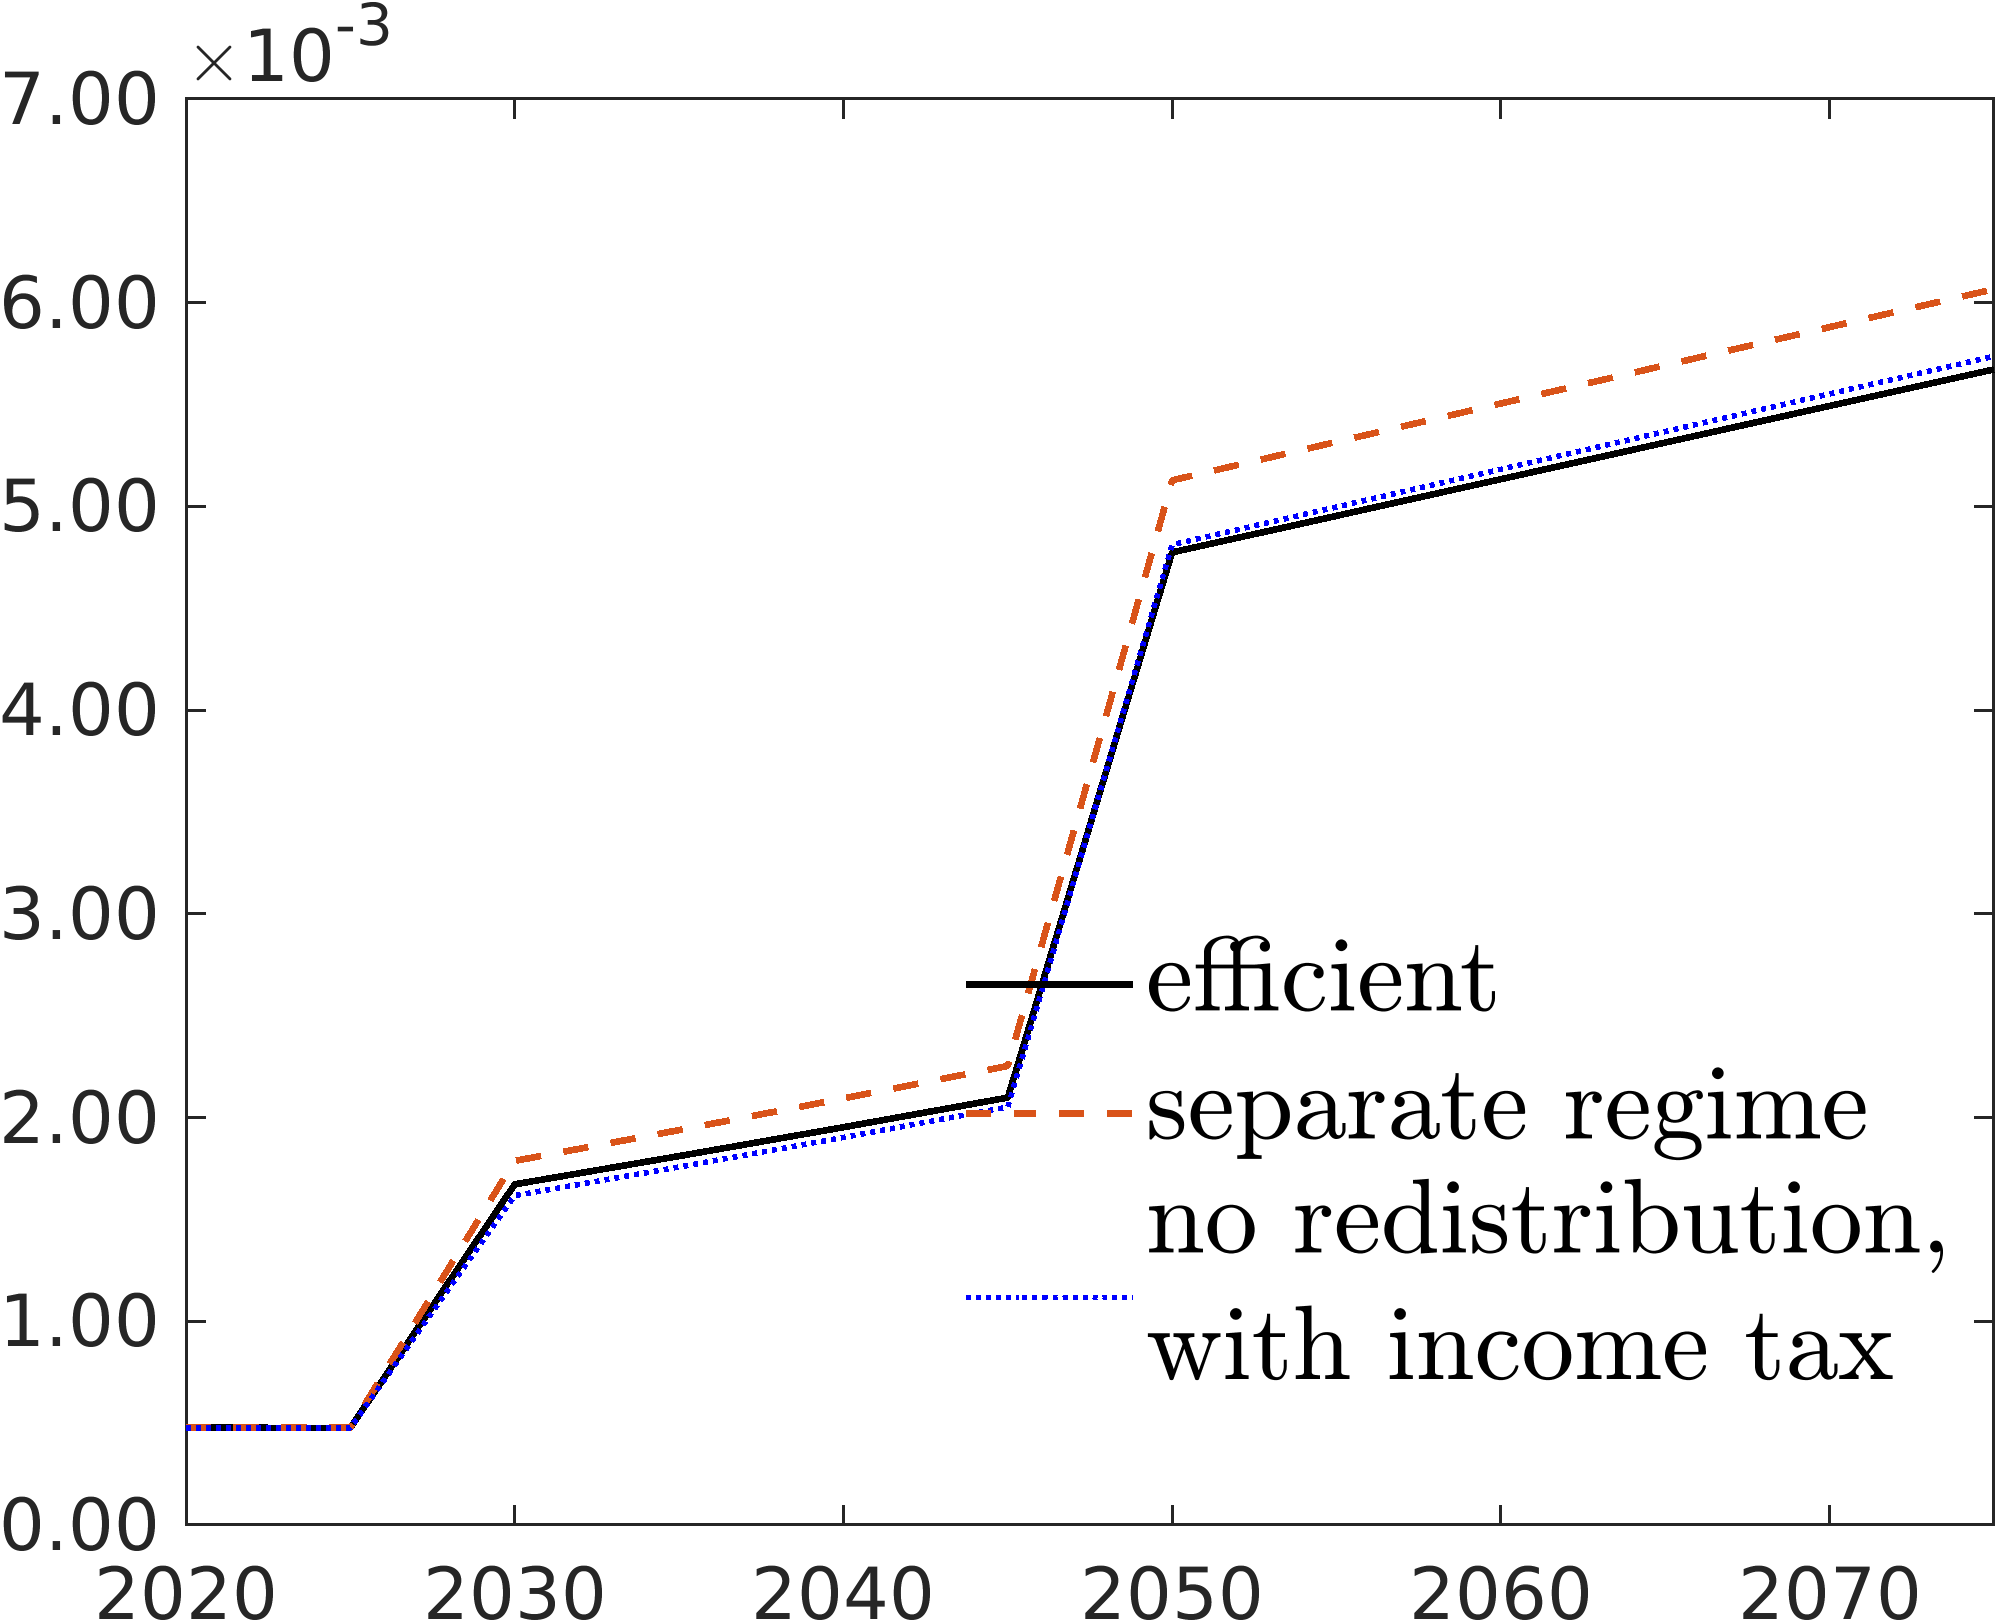 ×10-3
7.00
6.00
5.00
4.00
3.00
2.00
1.00
0.00
2020 2030 2040 2050 2060 2070
efficient
separate regime
no redistribution,
with income tax